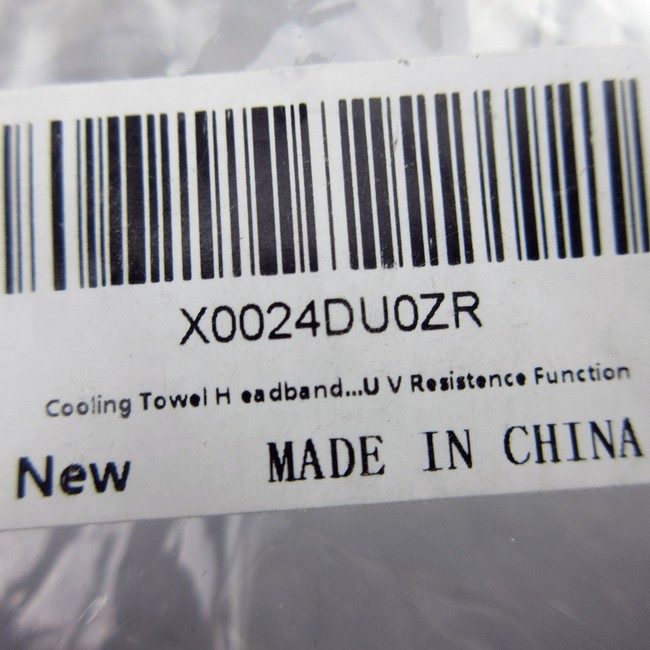 X0024DU0ZR
Cooling Towel H eadband...U V Resistence Function
New MADE IN CHINA